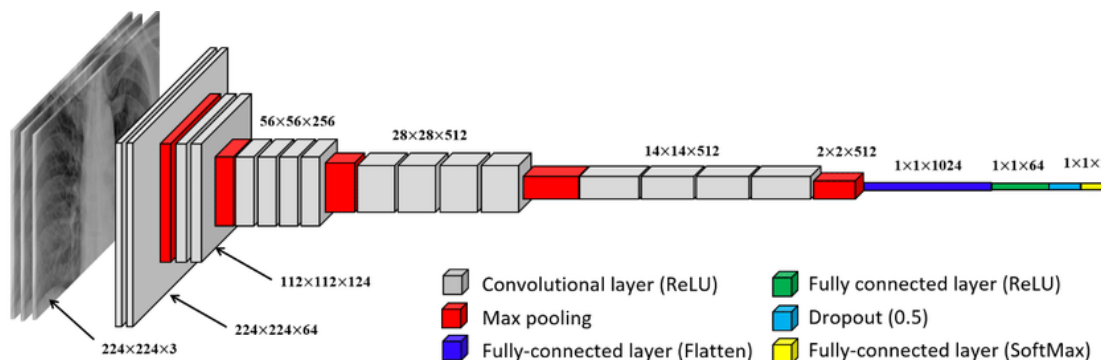 56×56×256
28×28×512
14×14×512
2×2×512
1×1×1024
1×1×64
1×1×
112×112×124
224×224×64
224×224×3
Convolutional layer (ReLU)
Max pooling
Fully-connected layer (Flatten)
Fully connected layer (ReLU)
Dropout (0.5)
Fully-connected layer (SoftMax)